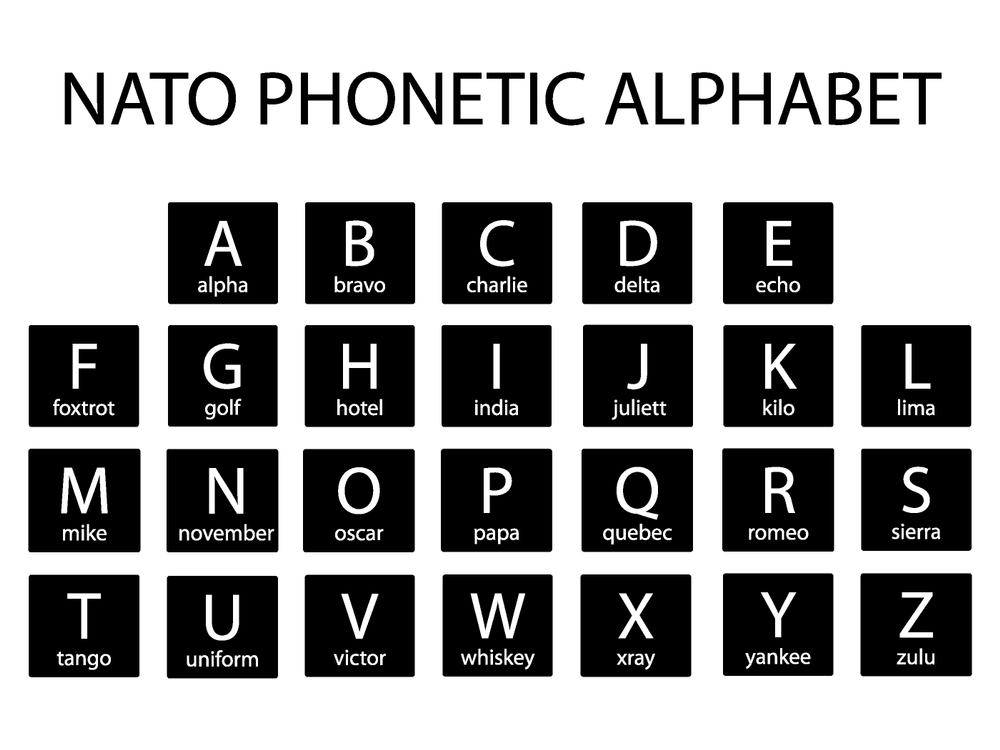 NATO PHONETIC ALPHABET
A B C D E
alpha bravo charlie delta echo
F G H I J K L
foxtrot golf hotel india juliett kilo lima
M N O P Q R S
mike november oscar papa quebec romeo sierra
T U V W X Y Z
tango uniform victor whiskey xray yankee zulu